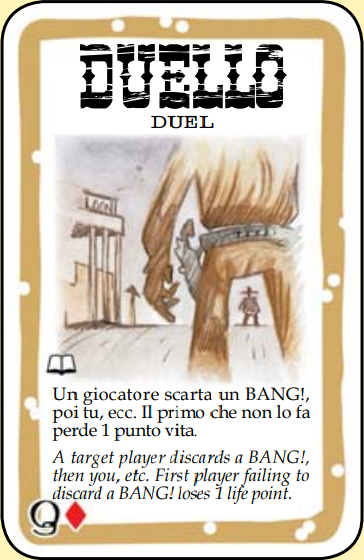 DUELLO
DUEL
LOON
Un giocatore scarta un BANG!,
poi tu, ecc. Il primo che non lo fa
perde 1 punto vita.
A target player discards a BANG!,
then you, etc. First player failing to
discard a BANG! loses 1 life point.
Q♦